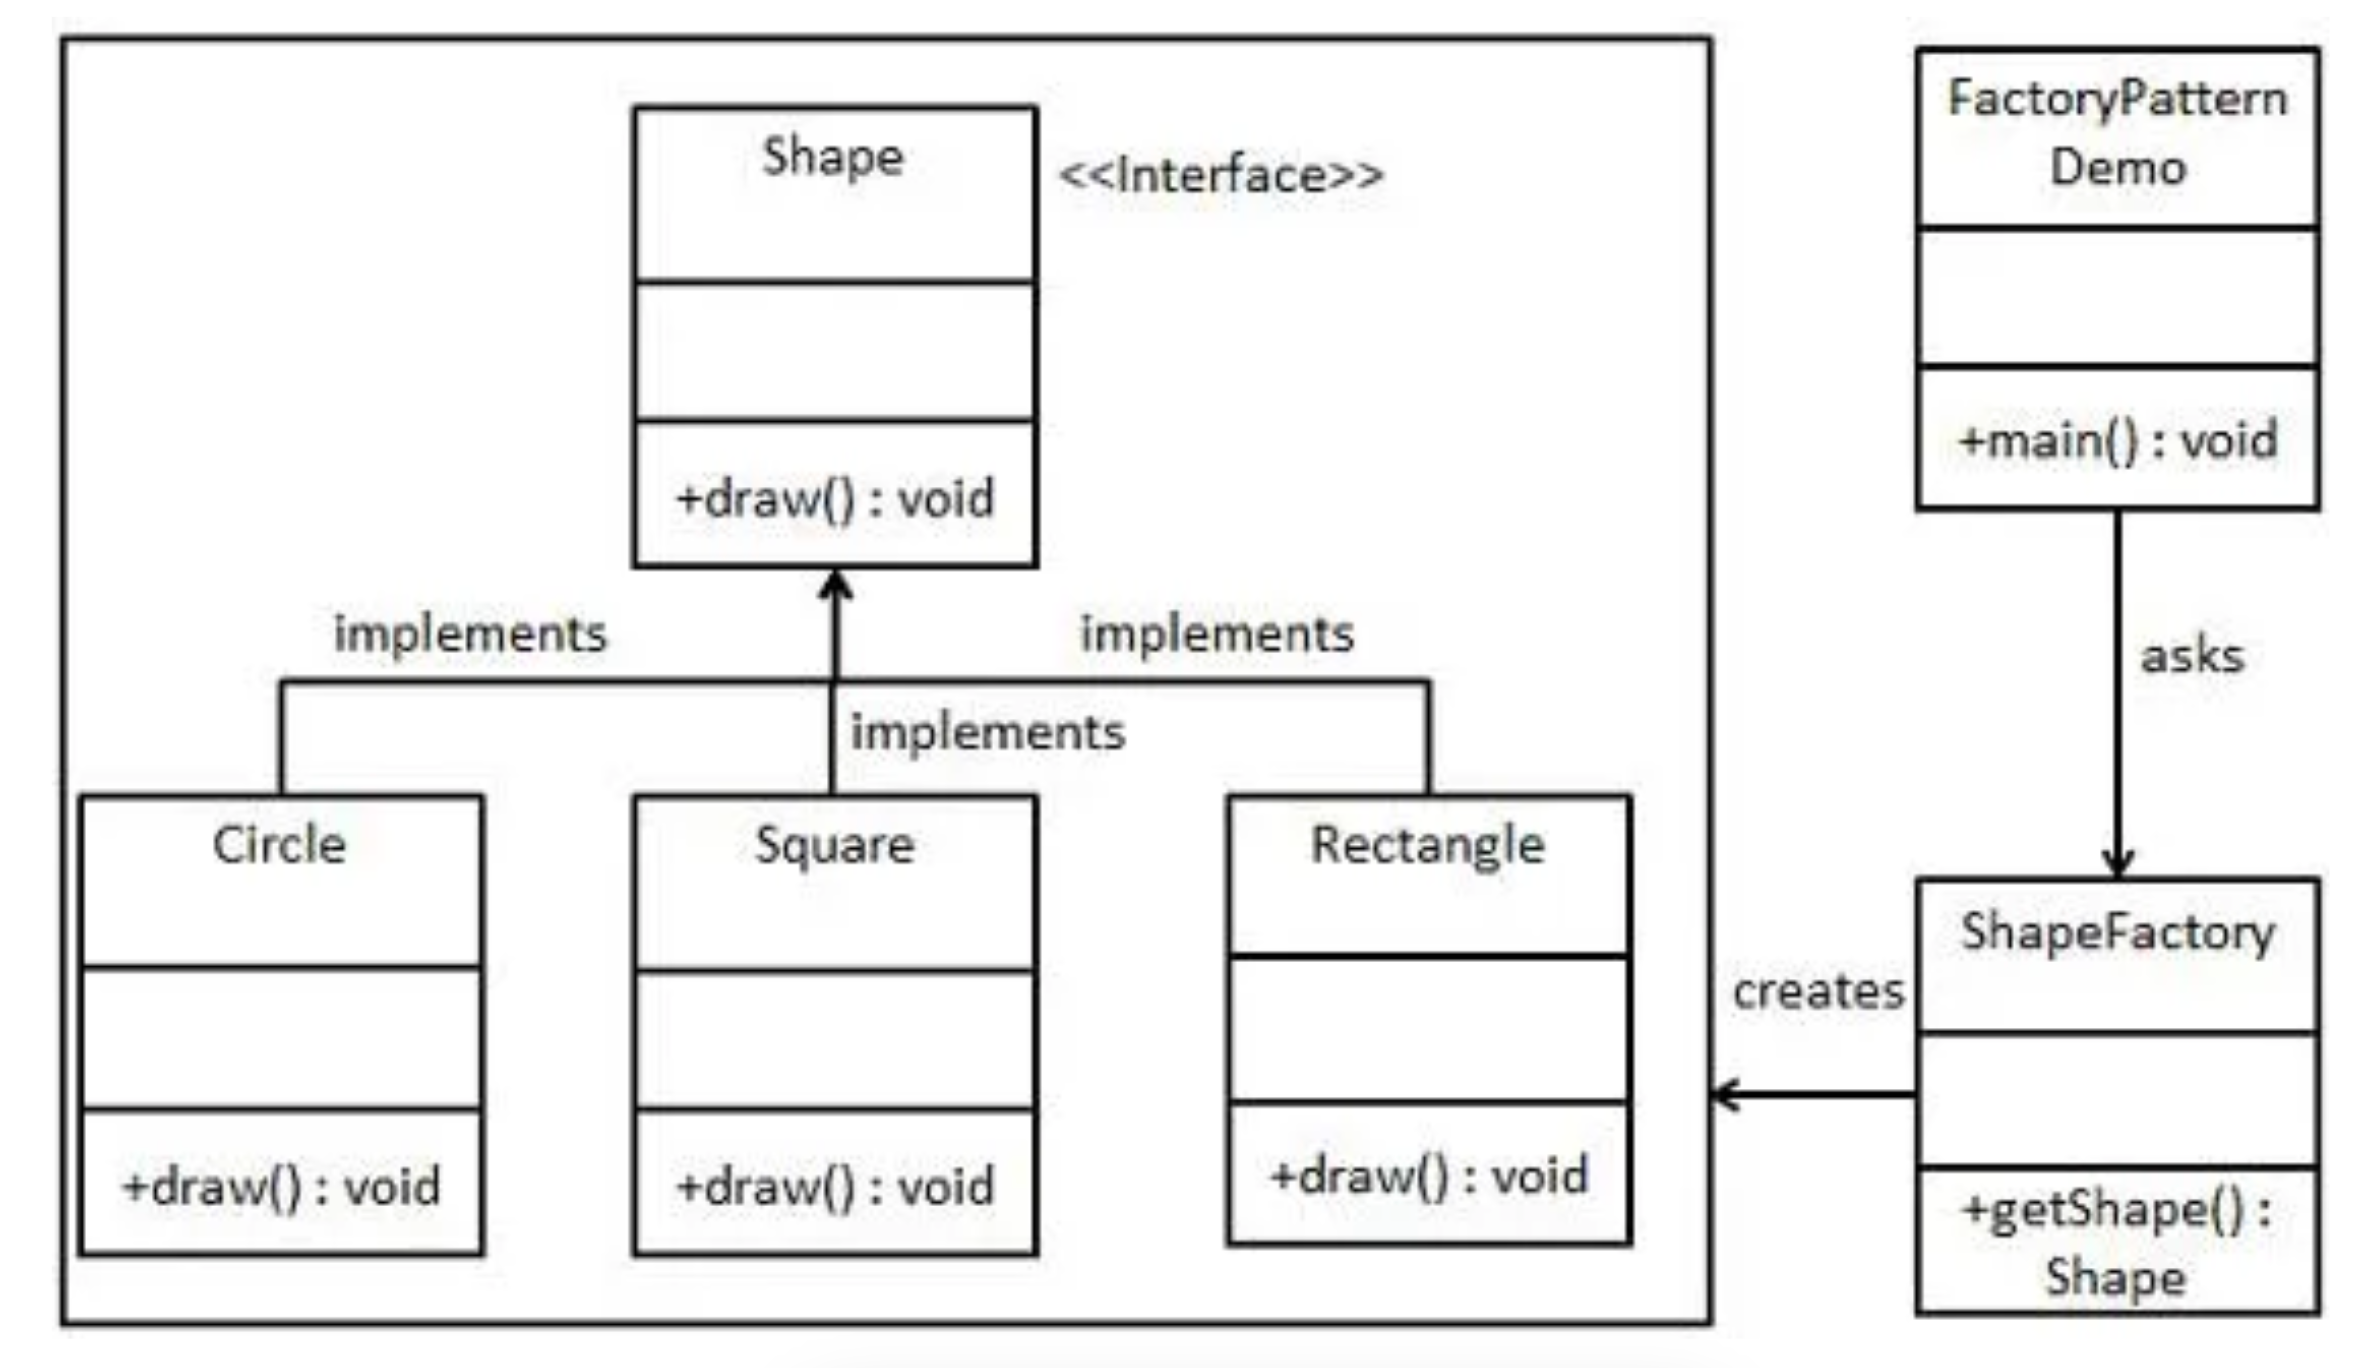 Shape
<<Interface>>
+draw() : void
implements
implements
implements
Circle
+draw() : void
Square
+draw() : void
Rectangle
+draw() : void
FactoryPattern
Demo
+main() : void
asks
creates
ShapeFactory
+getShape() :
Shape